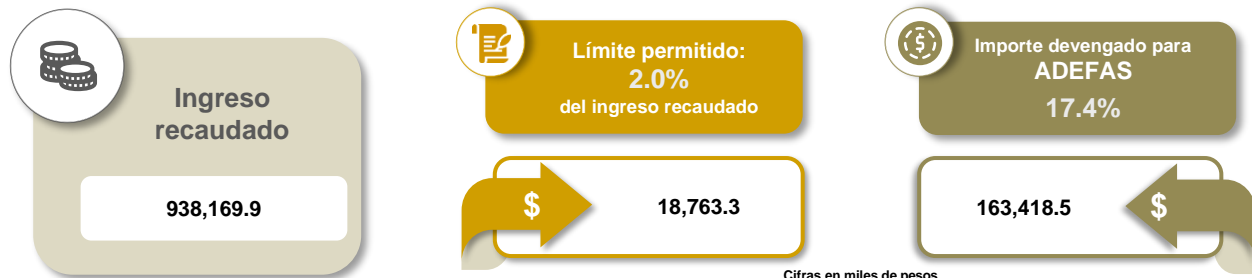 Ingreso
recaudado
938,169.9
Límite permitido:
2.0%
del ingreso recaudado
$
18,763.3
Importe devengado para
ADEFAS
17.4%
163,418.5
$
Cifras en miles de pesos